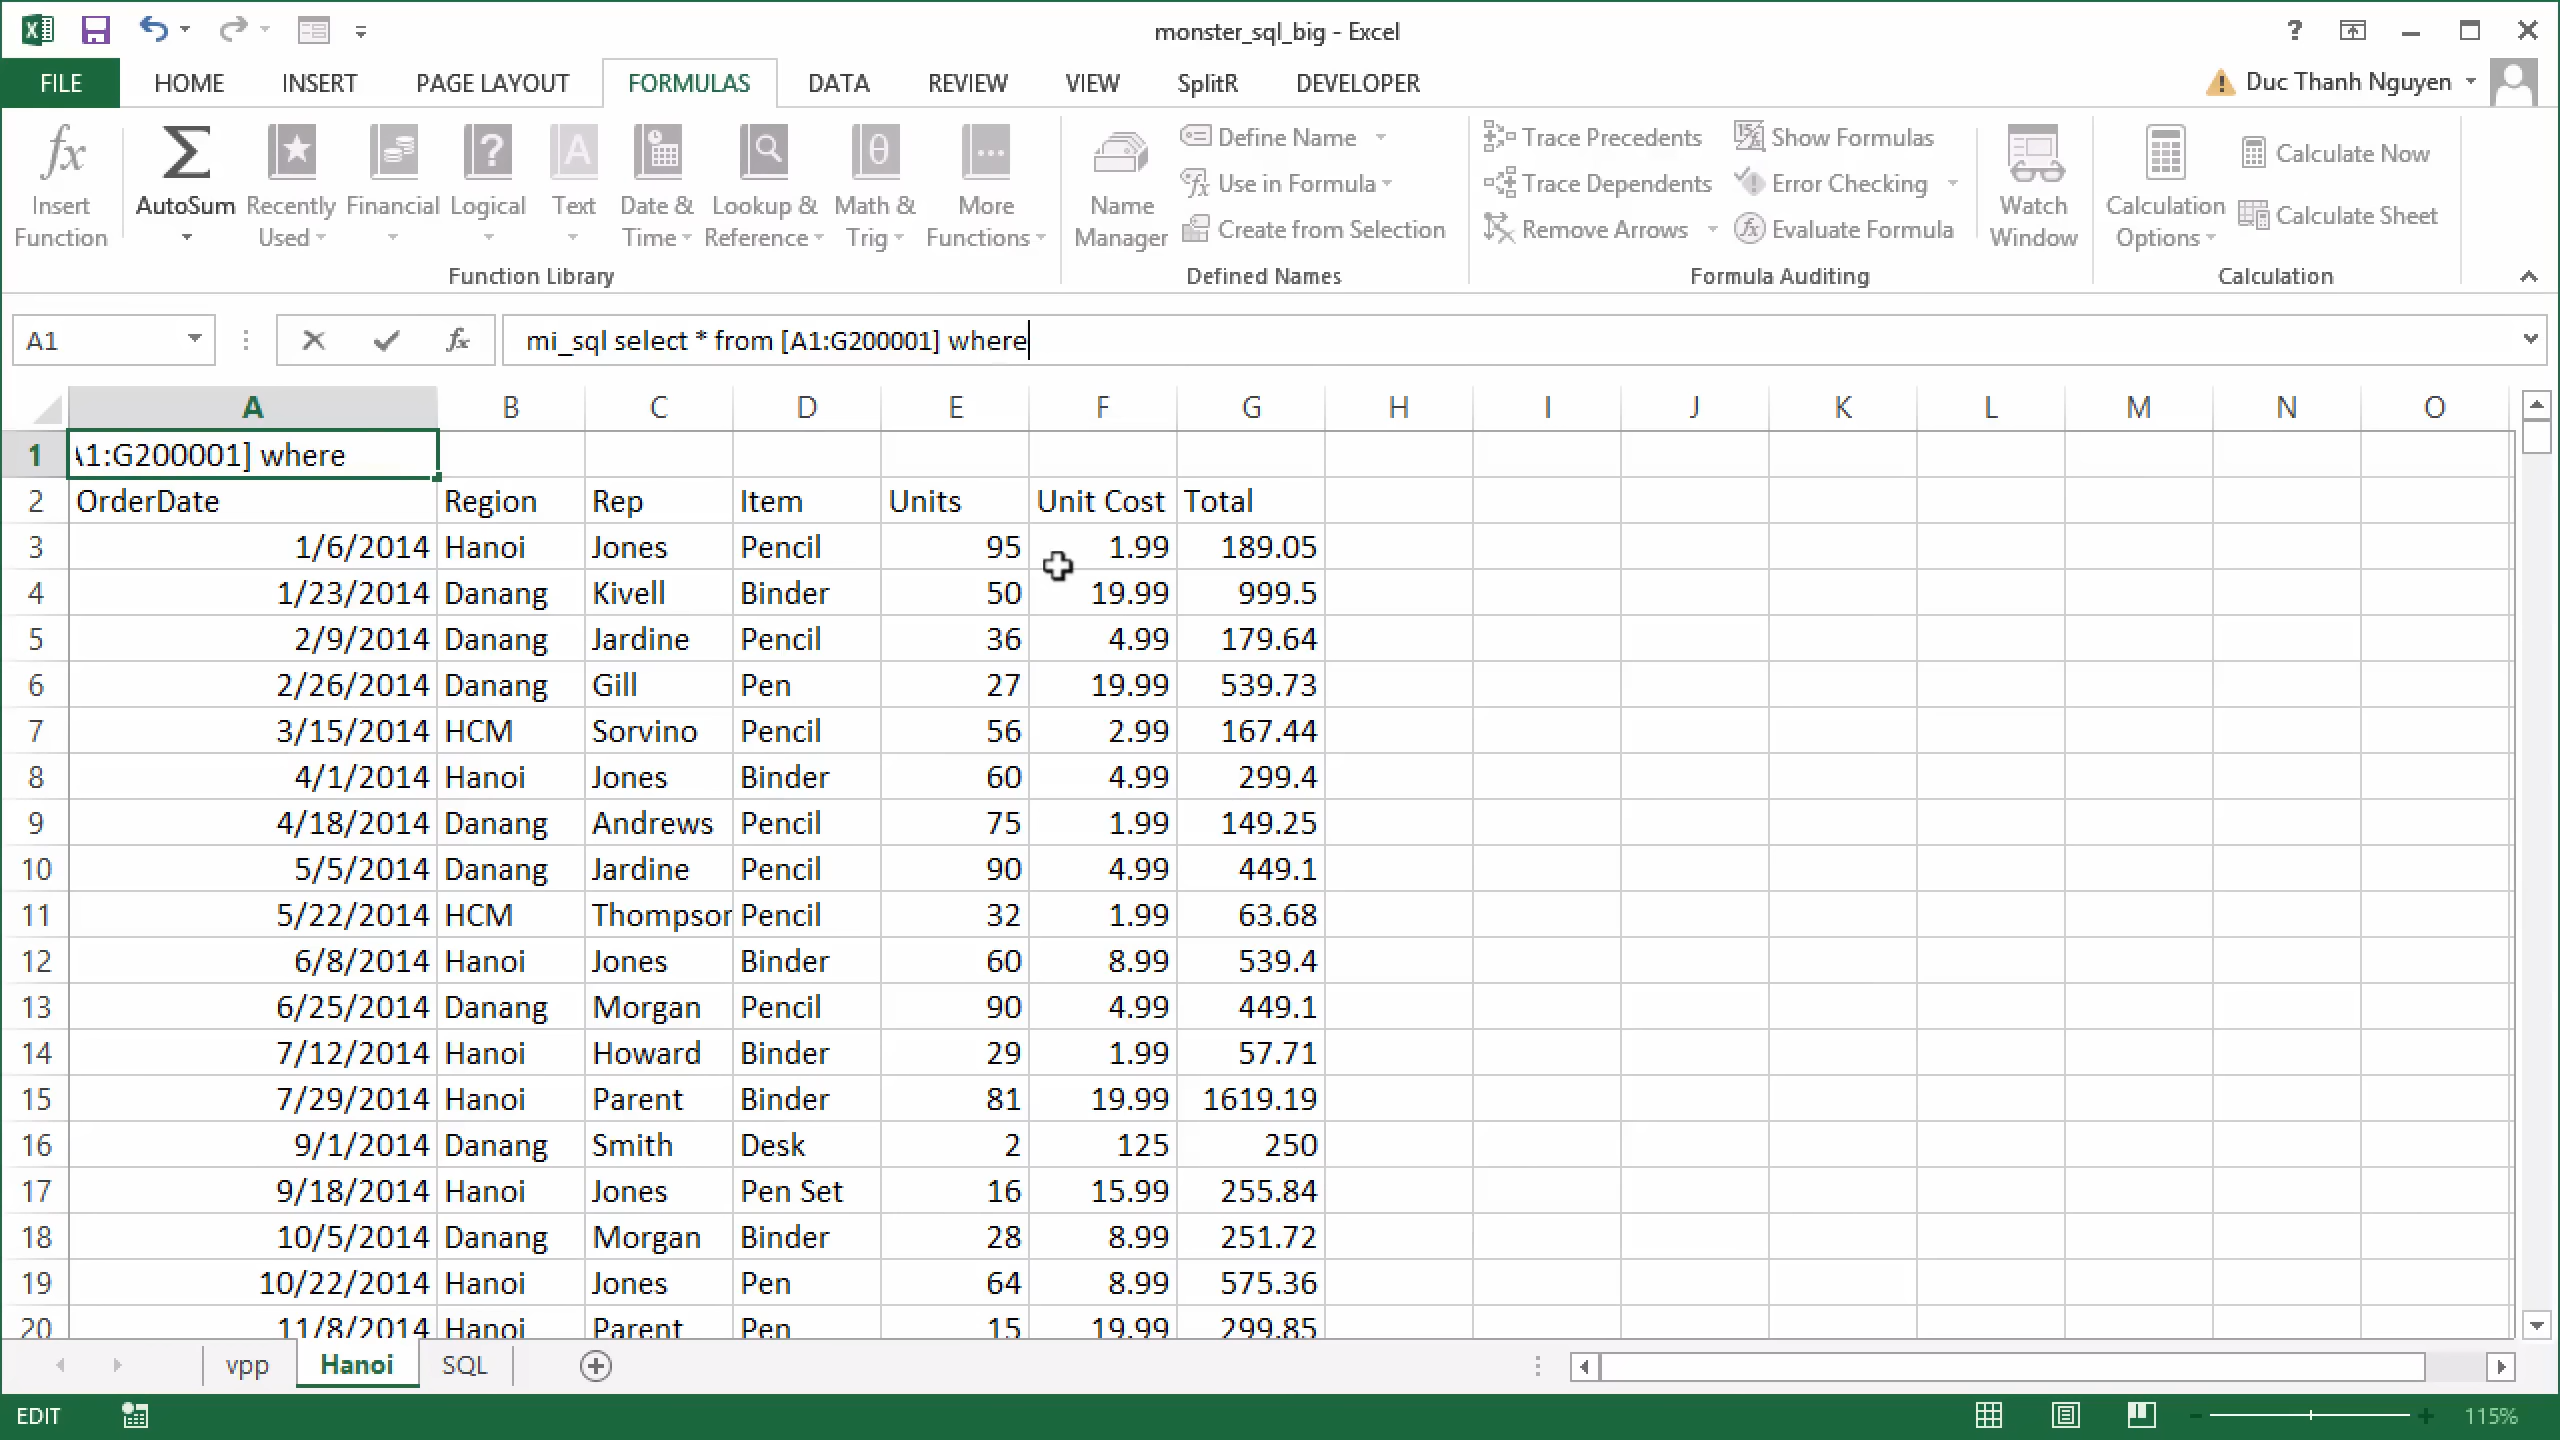 monster_sql_big - Excel
FILE HOME INSERT PAGE LAYOUT FORMULAS DATA REVIEW VIEW SplitR DEVELOPER Duc Thanh Nguyen
Insert Function
AutoSum
Recently Used
Financial
Logical
Text
Date & Time
Lookup & Reference
Math & Trig
More Functions
Function Library
Name Manager
Define Name
Use in Formula
Create from Selection
Defined Names
Trace Precedents
Trace Dependents
Remove Arrows
Show Formulas
Error Checking
Evaluate Formula
Formula Auditing
Watch Window
Calculation Options
Calculate Now
Calculate Sheet
Calculation
A1 fx mi_sql select * from [A1:G200001] where
A B C D E F G H I J K L M N O
1 A1:G200001] where
2 OrderDate Region Rep Item Units Unit Cost Total
3 1/6/2014 Hanoi Jones Pencil 95 1.99 189.05
4 1/23/2014 Danang Kivell Binder 50 19.99 999.5
5 2/9/2014 Danang Jardine Pencil 36 4.99 179.64
6 2/26/2014 Danang Gill Pen 27 19.99 539.73
7 3/15/2014 HCM Sorvino Pencil 56 2.99 167.44
8 4/1/2014 Hanoi Jones Binder 60 4.99 299.4
9 4/18/2014 Danang Andrews Pencil 75 1.99 149.25
10 5/5/2014 Danang Jardine Pencil 90 4.99 449.1
11 5/22/2014 HCM Thompsor Pencil 32 1.99 63.68
12 6/8/2014 Hanoi Jones Binder 60 8.99 539.4
13 6/25/2014 Danang Morgan Pencil 90 4.99 449.1
14 7/12/2014 Hanoi Howard Binder 29 1.99 57.71
15 7/29/2014 Hanoi Parent Binder 81 19.99 1619.19
16 9/1/2014 Danang Smith Desk 2 125 250
17 9/18/2014 Hanoi Jones Pen Set 16 15.99 255.84
18 10/5/2014 Danang Morgan Binder 28 8.99 251.72
19 10/22/2014 Hanoi Jones Pen 64 8.99 575.36
20 11/8/2014 Hanoi Parent Pen 15 19.99 299.85
vpp Hanoi SQL
EDIT 115%